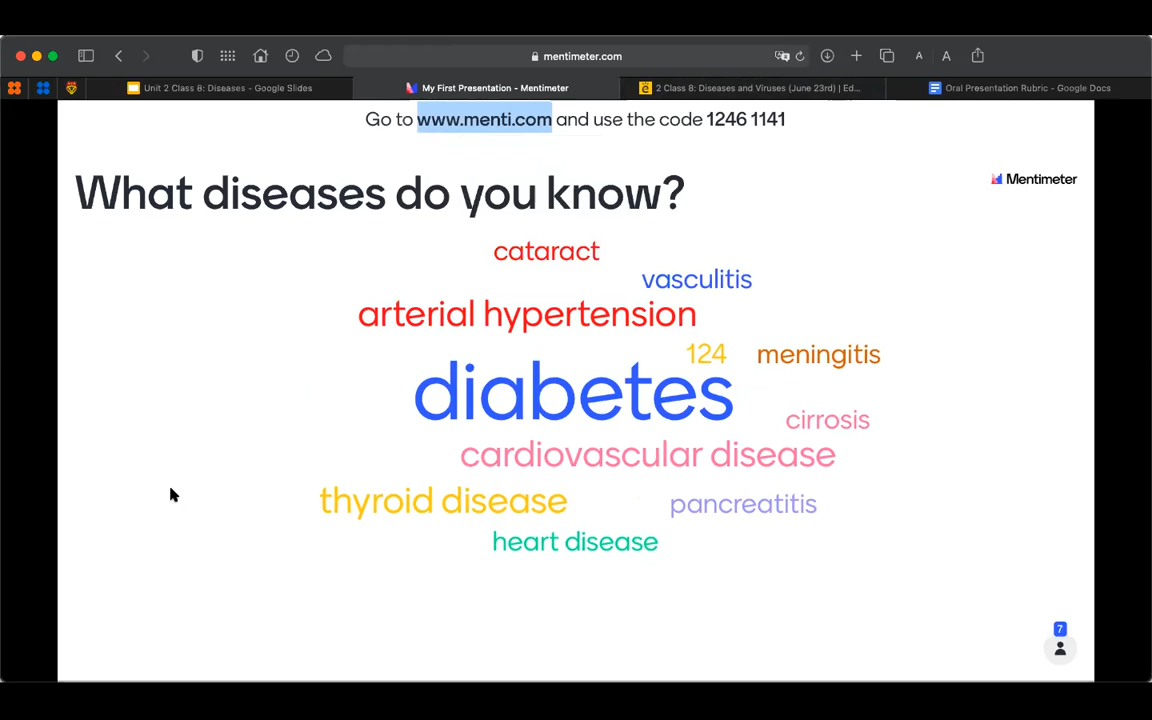 mentimeter.com
A A
Unit 2 Class 8: Diseases - Google Slides
My First Presentation - Mentimeter
2 Class 8: Diseases and Viruses (June 23rd) | Ed...
Oral Presentation Rubric - Google Docs
Go to www.menti.com and use the code 1246 1141
Mentimeter
What diseases do you know?
cataract
vasculitis
arterial hypertension
124 meningitis
diabetes
cirrosis
cardiovascular disease
thyroid disease
pancreatitis
heart disease
7